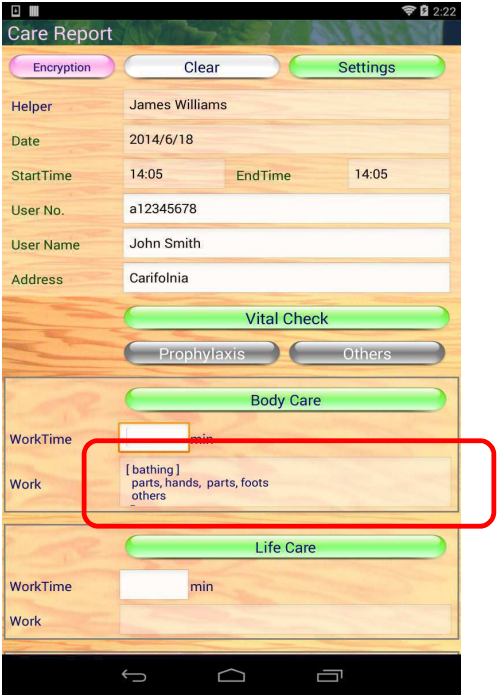 2:22
Care Report
Encryption Clear Settings
Helper James Williams
Date 2014/6/18
StartTime 14:05 EndTime 14:05
User No. a12345678
User Name John Smith
Address Carifolnia
Vital Check
Prophylaxis Others
Body Care
WorkTime min
Work [ bathing ]
parts, hands, parts, foots
others
Life Care
WorkTime min
Work